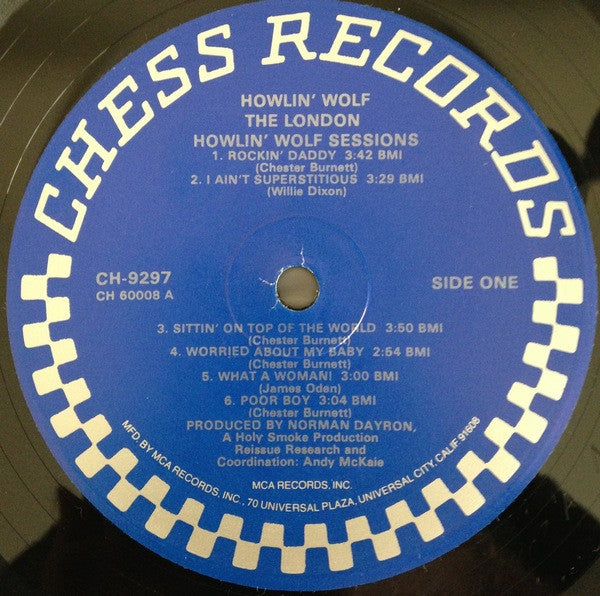 CHESS RECORDS
HOWLIN' WOLF
THE LONDON
HOWLIN' WOLF SESSIONS
1. ROCKIN' DADDY 3:42 BMI
(Chester Burnett)
2. I AIN'T SUPERSTITIOUS 3:29 BMI
(Willie Dixon)
CH-9297
CH 60008 A
SIDE ONE
3. SITTIN' ON TOP OF THE WORLD 3:50 BMI
(Chester Burnett)
4. WORRIED ABOUT MY BABY 2:54 BMI
(Chester Burnett)
5. WHAT A WOMAN! 3:00 BMI
(James Oden)
6. POOR BOY 3:04 BMI
(Chester Burnett)
PRODUCED BY NORMAN DAYRON,
A Holy Smoke Production
Reissue Research and
Coordination: Andy McKaie
MCA RECORDS, INC.
MFD. BY MCA RECORDS, INC., 70 UNIVERSAL PLAZA, UNIVERSAL CITY, CALIF. 91608